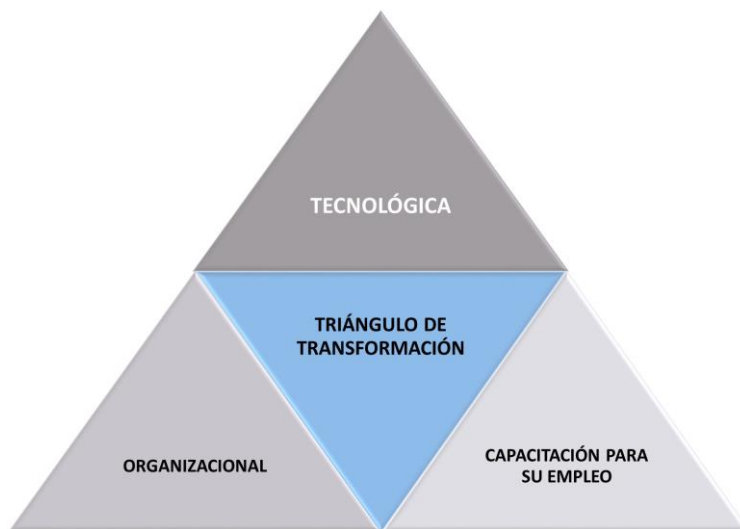 TECNOLÓGICA
TRIÁNGULO DE
TRANSFORMACIÓN
ORGANIZACIONAL
CAPACITACIÓN PARA
SU EMPLEO